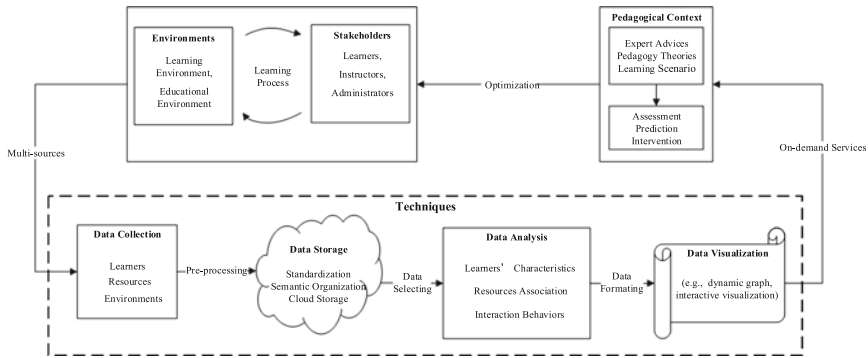 Environments
Learning
Environment,
Educational
Environment
Learning
Process
Stakeholders
Learners,
Instructors,
Administrators
Optimization
Pedagogical Context
Expert Advices
Pedagogy Theories
Learning Scenario
Assessment
Prediction
Intervention
Multi-sources
On-demand Services
Techniques
Data Collection
Learners
Resources
Environments
Pre-processing
Data Storage
Standardization
Semantic Organization
Cloud Storage
Data
Selecting
Data Analysis
Learners' Characteristics
Resources Association
Interaction Behaviors
Data
Formating
Data Visualization
(e.g., dynamic graph,
interactive visualization)